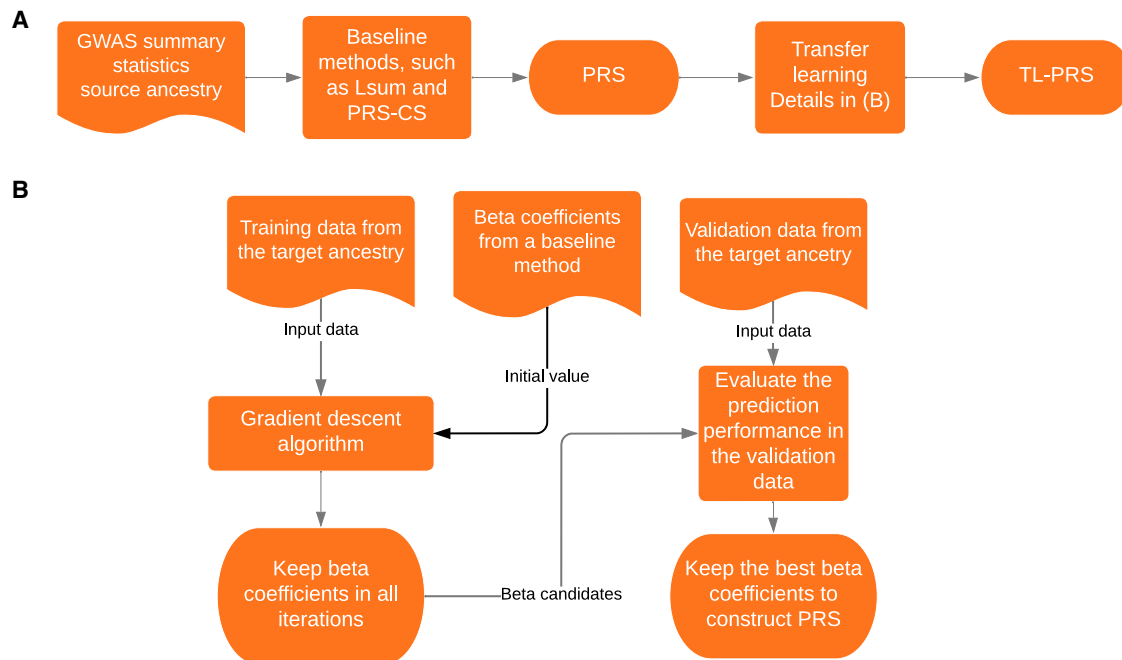 A
GWAS summary
statistics
source ancestry
Baseline
methods, such
as Lsum and
PRS-CS
PRS
Transfer
learning
Details in (B)
TL-PRS
B
Training data from
the target ancestry
Beta coefficients
from a baseline
method
Validation data from
the target ancetry
Input data
Initial value
Input data
Gradient descent
algorithm
Evaluate the
prediction
performance in
the validation
data
Keep beta
coefficients in all
iterations
Beta candidates
Keep the best beta
coefficients to
construct PRS